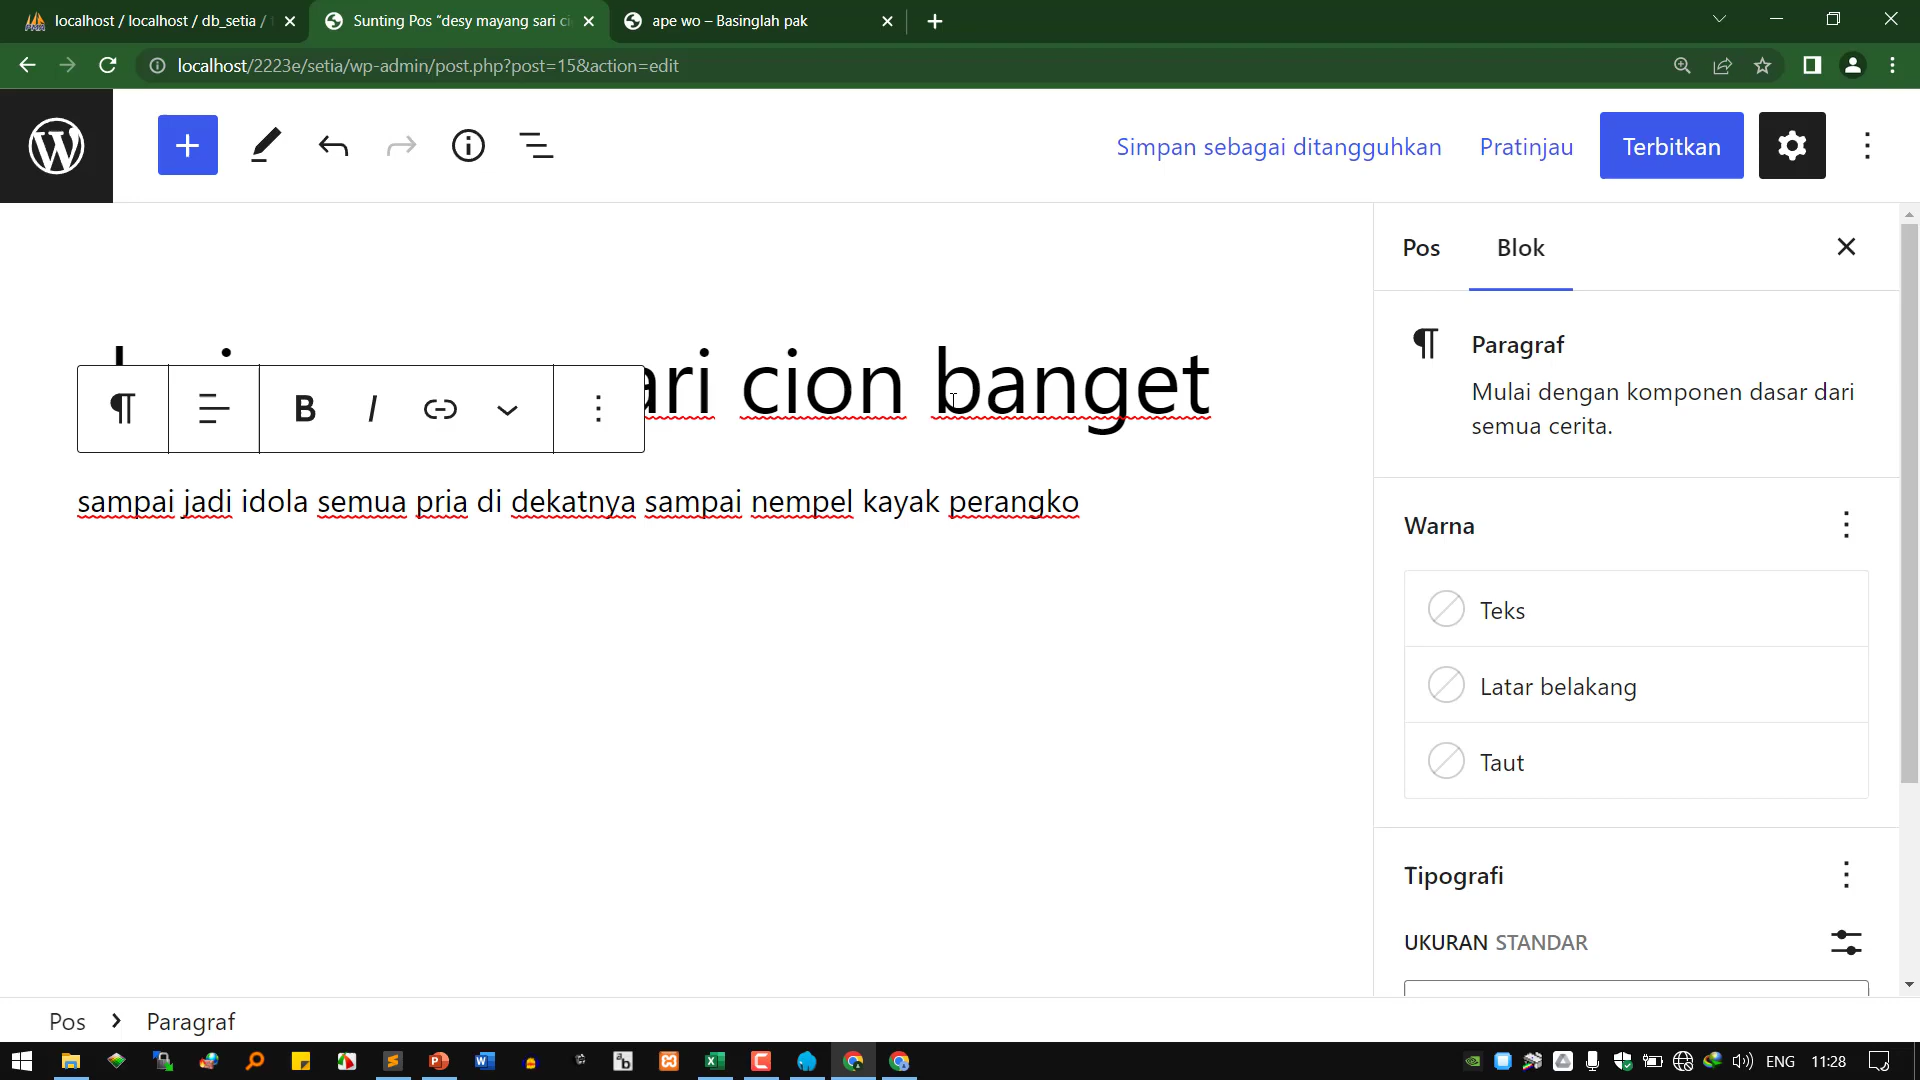 localhost / localhost / db_setia /
Sunting Pos “desy mayang sari ci
ape wo – Basinglah pak
localhost/2223e/setia/wp-admin/post.php?post=15&action=edit
Simpan sebagai ditangguhkan
Pratinjau
Terbitkan
Pos
Blok
Paragraf
Mulai dengan komponen dasar dari
semua cerita.
sari cion banget
sampai jadi idola semua pria di dekatnya sampai nempel kayak perangko
Warna
Teks
Latar belakang
Taut
Tipografi
UKURAN STANDAR
Pos
Paragraf
ENG
11:28